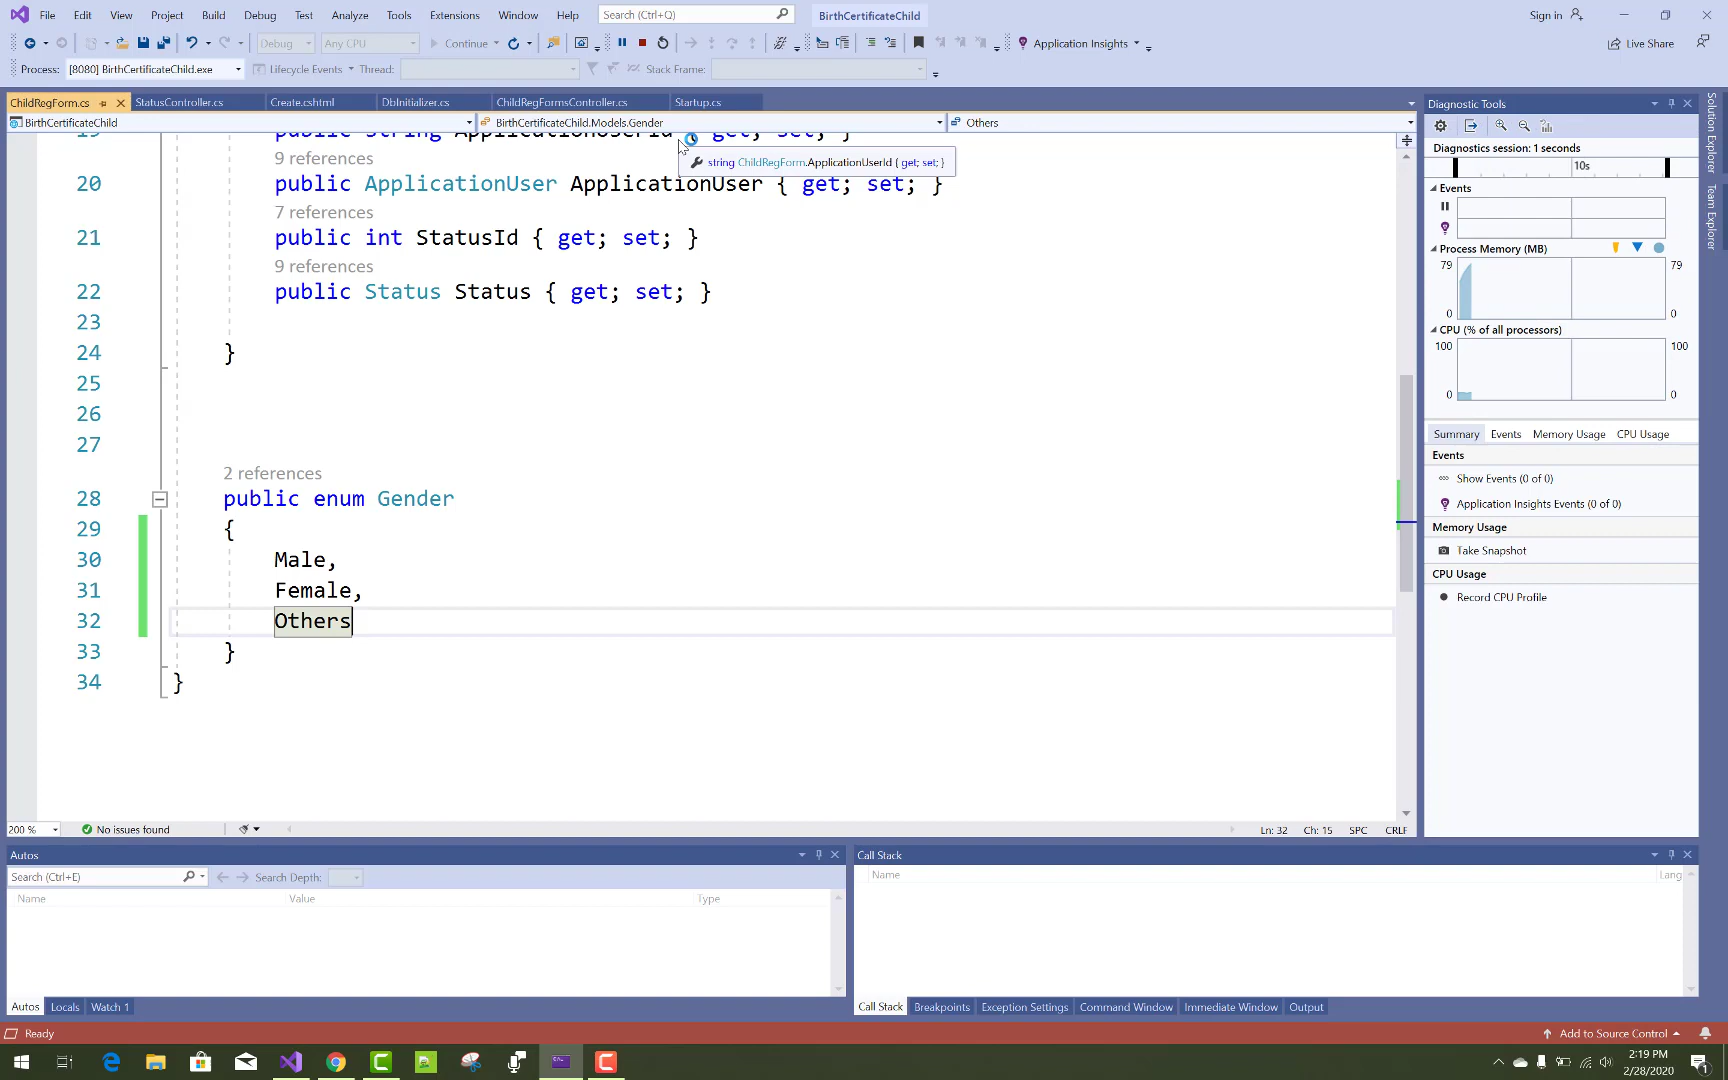 File Edit View Project Build Debug Test Analyze Tools Extensions Window Help Search (Ctrl+Q) BirthCertificateChild Sign in
Debug Any CPU Continue Application Insights Live Share
Process: [8080] BirthCertificateChild.exe Lifecycle Events Thread: Stack Frame:
ChildRegForm.cs StatusController.cs Create.cshtml DbInitializer.cs ChildRegFormsController.cs Startup.cs
BirthCertificateChild BirthCertificateChild.Models.Gender Others
19 public string ApplicationUserId { get; set; }
string ChildRegForm.ApplicationUserId { get; set; }
9 references
20 public ApplicationUser ApplicationUser { get; set; }
7 references
21 public int StatusId { get; set; }
9 references
22 public Status Status { get; set; }
23
24 }
25
26
27
2 references
28 public enum Gender
29 {
30 Male,
31 Female,
32 Others
33 }
34 }
200 % No issues found Ln: 32 Ch: 15 SPC CRLF
Diagnostic Tools
Diagnostics session: 1 seconds
10s
Events
Process Memory (MB)
79 79
0 0
CPU (% of all processors)
100 100
0 0
Summary Events Memory Usage CPU Usage
Events
Show Events (0 of 0)
Application Insights Events (0 of 0)
Memory Usage
Take Snapshot
CPU Usage
Record CPU Profile
Solution Explorer
Team Explorer
Autos
Search (Ctrl+E) Search Depth:
Name Value Type
Autos Locals Watch 1
Call Stack
Name Lang
Call Stack Breakpoints Exception Settings Command Window Immediate Window Output
Ready Add to Source Control
2:19 PM
2/28/2020
1